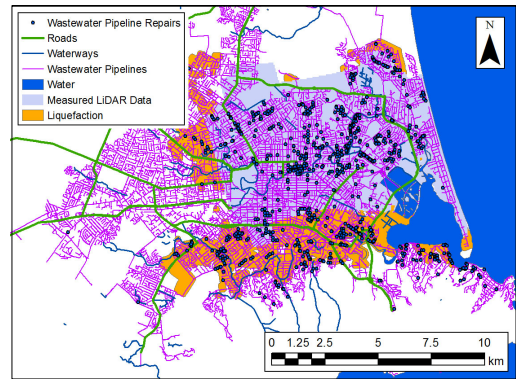 Wastewater Pipeline Repairs
Roads
Waterways
Wastewater Pipelines
Water
Measured LiDAR Data
Liquefaction
N
0 1.25 2.5 5 7.5 10
km